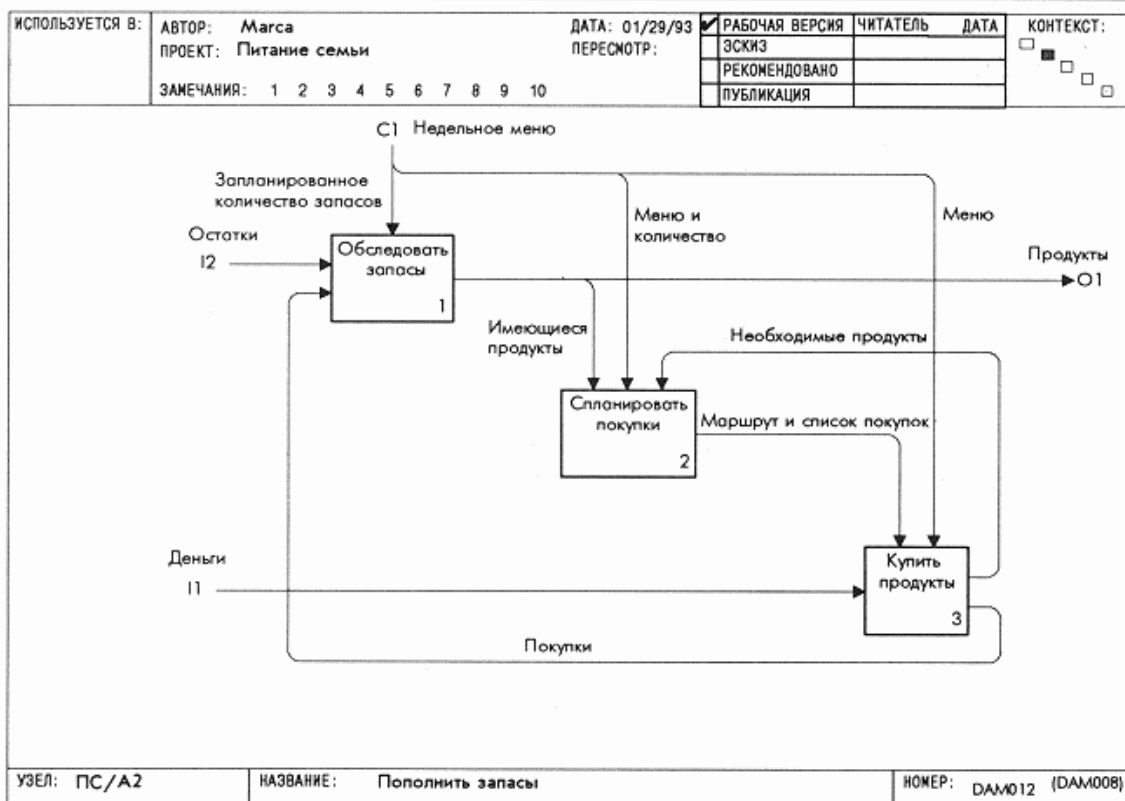 ИСПОЛЬЗУЕТСЯ В:
АВТОР: Marca
ДАТА: 01/29/93
ПРОЕКТ: Питание семьи
ПЕРЕСМОТР:
ЗАМЕЧАНИЯ: 1 2 3 4 5 6 7 8 9 10
РАБОЧАЯ ВЕРСИЯ
ЭСКИЗ
РЕКОМЕНДОВАНО
ПУБЛИКАЦИЯ
ЧИТАТЕЛЬ ДАТА
КОНТЕКСТ:
C1 Недельное меню
Запланированное
количество запасов
Меню и
количество
Меню
Остатки
I2
Обследовать
запасы
1
Продукты
O1
Имеющиеся
продукты
Необходимые продукты
Спланировать
покупки
2
Маршрут и список покупок
Деньги
I1
Купить
продукты
3
Покупки
УЗЕЛ: ПС/А2
НАЗВАНИЕ: Пополнить запасы
НОМЕР: DAM012 (DAM008)